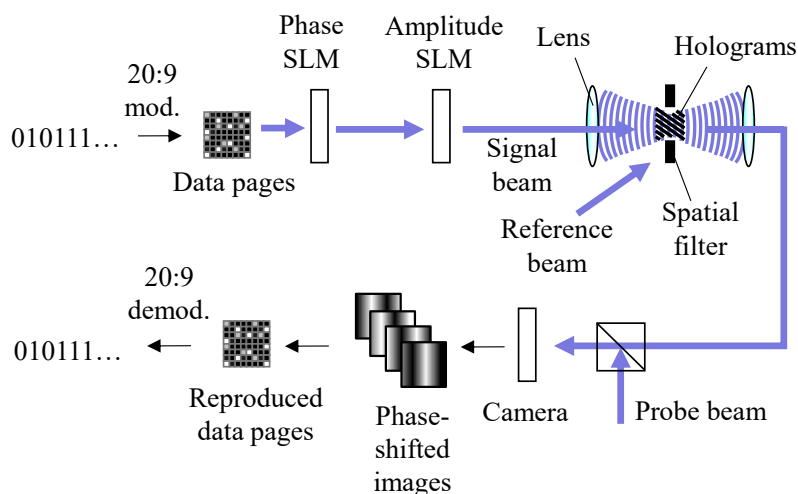 Phase
SLM
Amplitude
SLM
Lens
Holograms
20:9
mod.
010111…
Data pages
Signal
beam
Reference
beam
Spatial
filter
20:9
demod.
010111…
Reproduced
data pages
Phase-
shifted
images
Camera
Probe beam